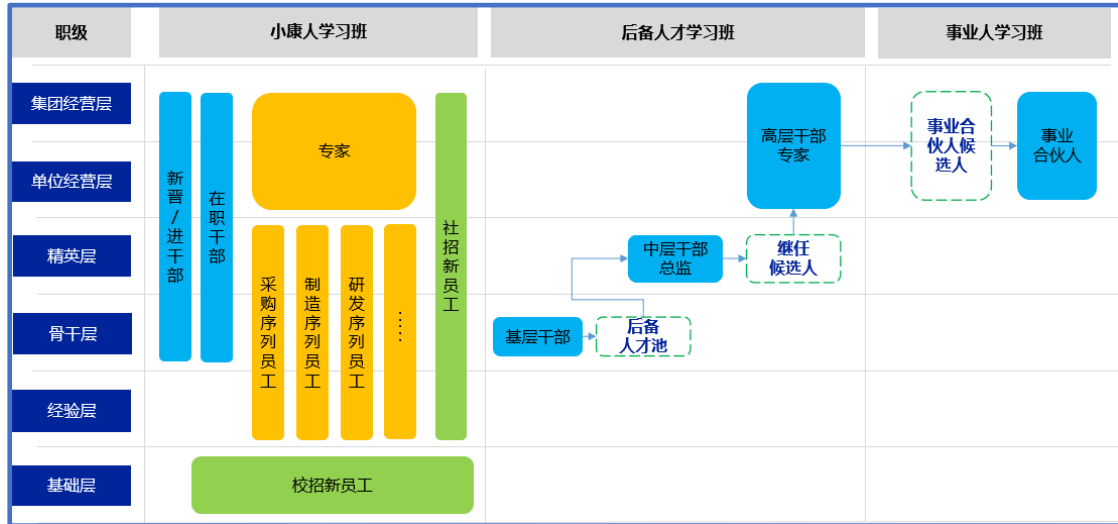 职级
小康人学习班
后备人才学习班
事业人学习班
集团经营层
单位经营层
精英层
骨干层
经验层
基础层
新晋/进干部
在职干部
专家
采购序列员工
制造序列员工
研发序列员工
……
社招新员工
校招新员工
基层干部
后备
人才池
中层干部
总监
继任
候选人
高层干部
专家
事业合
伙人候
选人
事业
合伙人